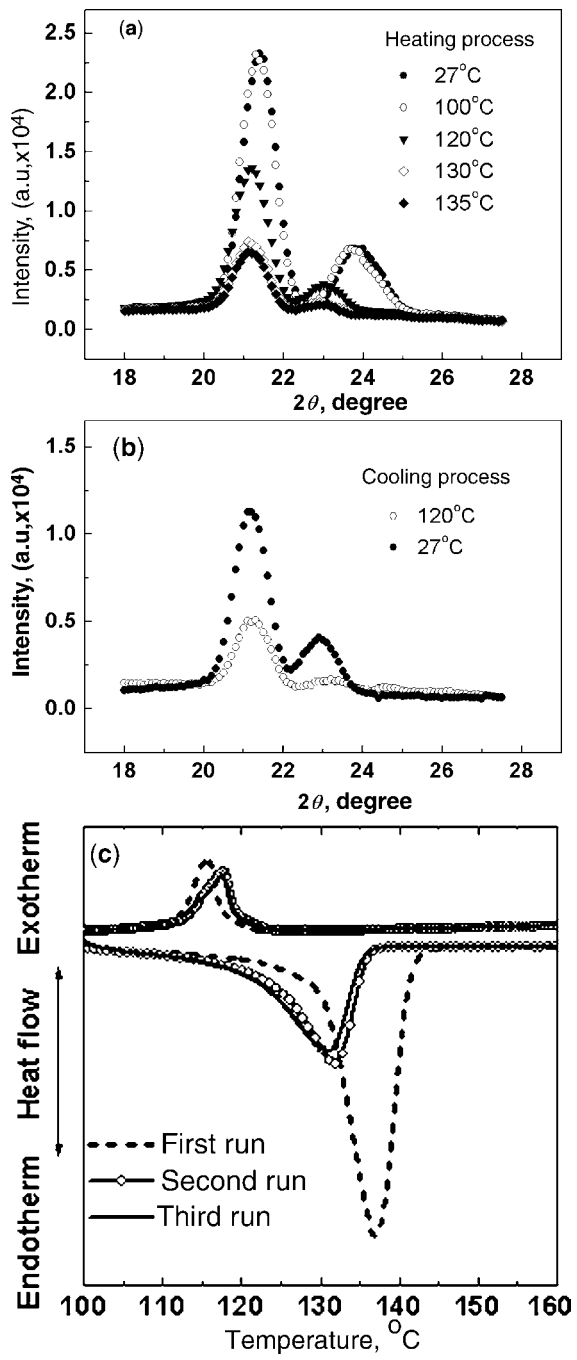 (a)
Heating process
27°C
100°C
120°C
130°C
135°C
Intensity, (a.u,x10⁴)
2.5
2.0
1.5
1.0
0.5
0.0
18 20 22 24 26 28
2θ, degree
(b)
Cooling process
120°C
27°C
Intensity, (a.u,x10⁴)
1.5
1.0
0.5
0.0
18 20 22 24 26 28
2θ, degree
(c)
Endotherm Heat flow Exotherm
First run
Second run
Third run
100 110 120 130 140 150 160
Temperature, °C